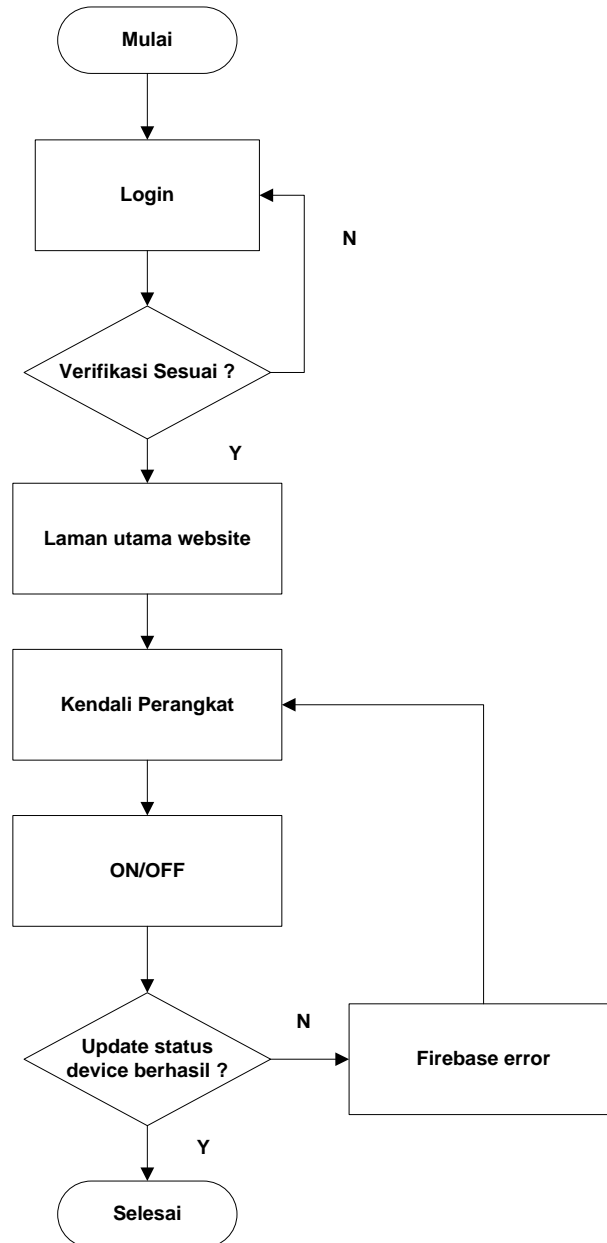 Mulai
Login
N
Verifikasi Sesuai ?
Y
Laman utama website
Kendali Perangkat
ON/OFF
N
Update status
device berhasil ?
Firebase error
Y
Selesai